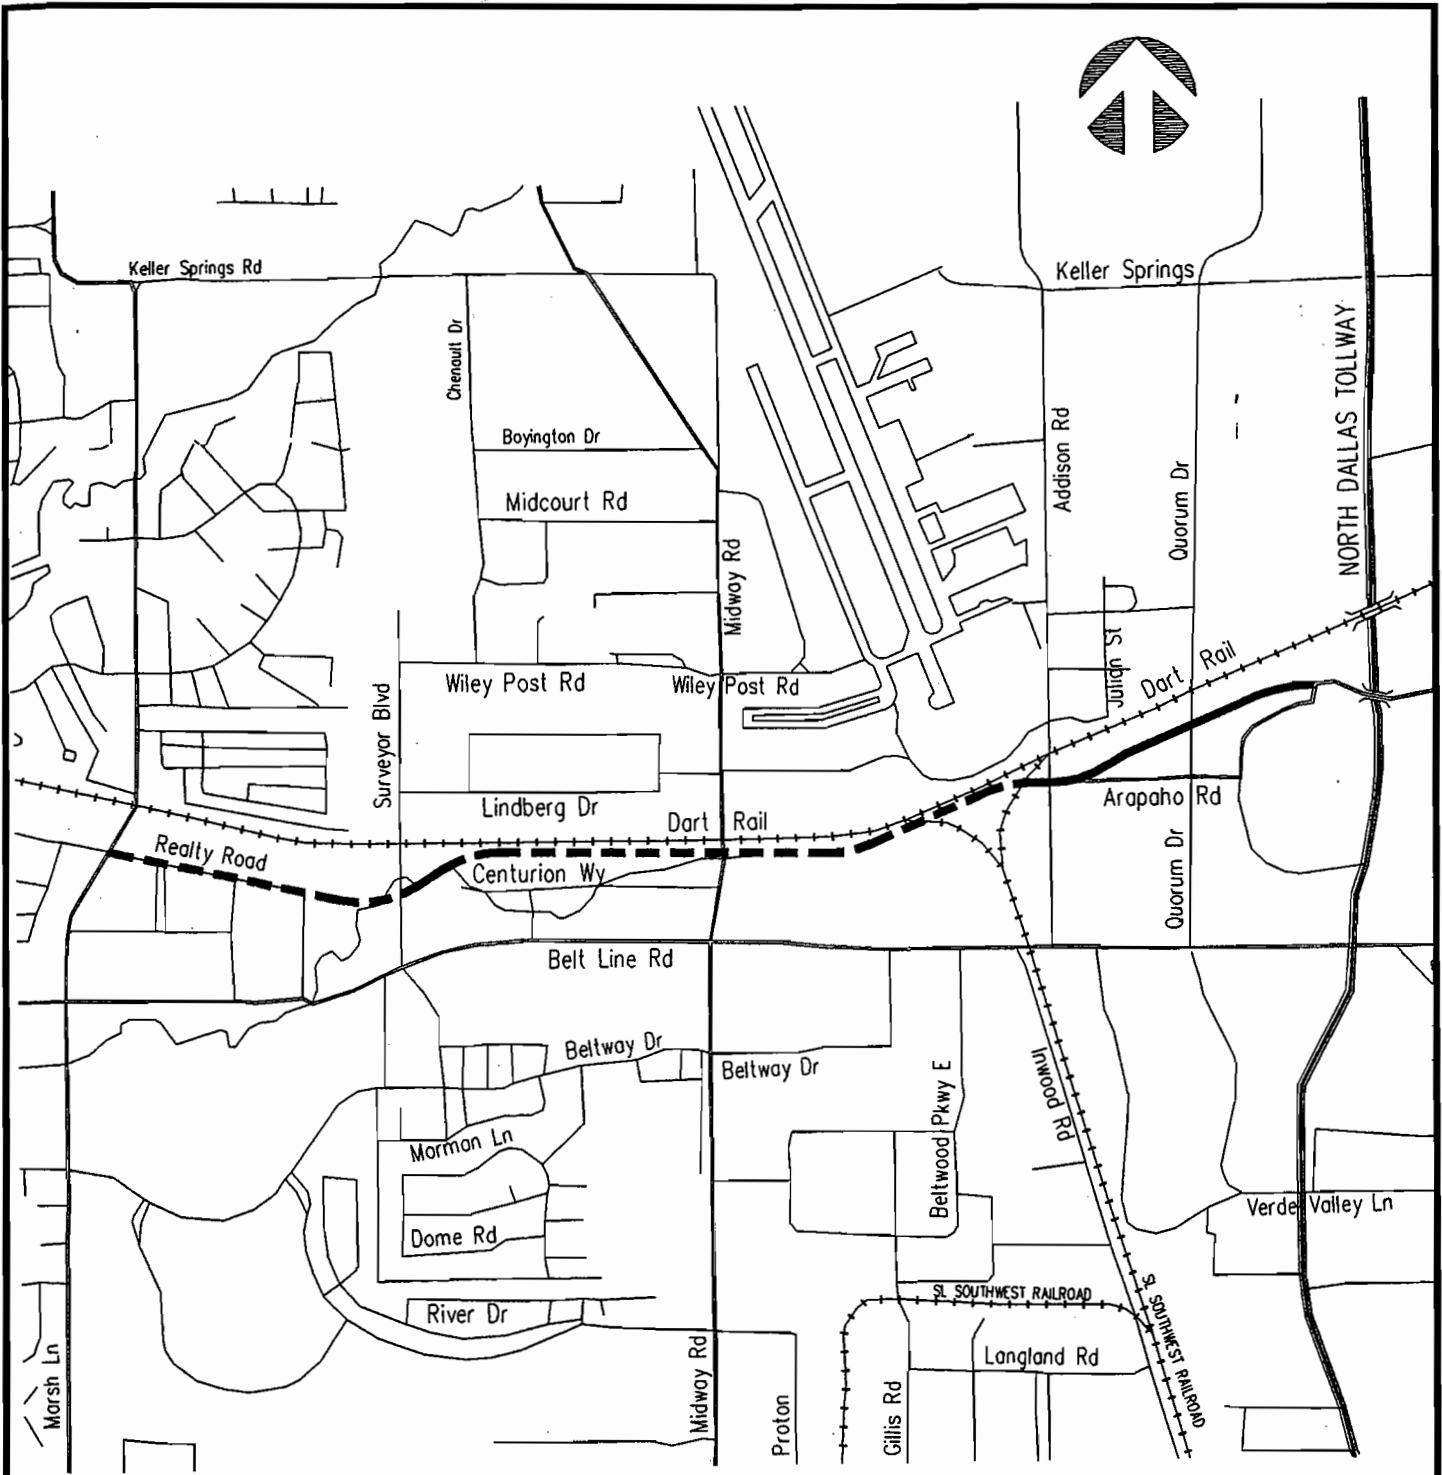 Keller Springs Rd
Keller Springs
Chenault Dr
NORTH DALLAS TOLLWAY
Boyington Dr
Addison Rd
Midcourt Rd
Quorum Dr
Midway Rd
Julian St
Dart Rail
Wiley Post Rd
Wiley Post Rd
Surveyor Blvd
Lindberg Dr
Arapaho Rd
Dart Rail
Realty Road
Centurion Wy
Quorum Dr
Belt Line Rd
Beltway Dr
Beltway Dr
Inwood Rd
Beltwood Pkwy E
Morman Ln
Verde Valley Ln
Dome Rd
SL SOUTHWEST RAILROAD
SL SOUTHWEST RAILROAD
River Dr
Langland Rd
Marsh Ln
Midway Rd
Proton
Gillis Rd